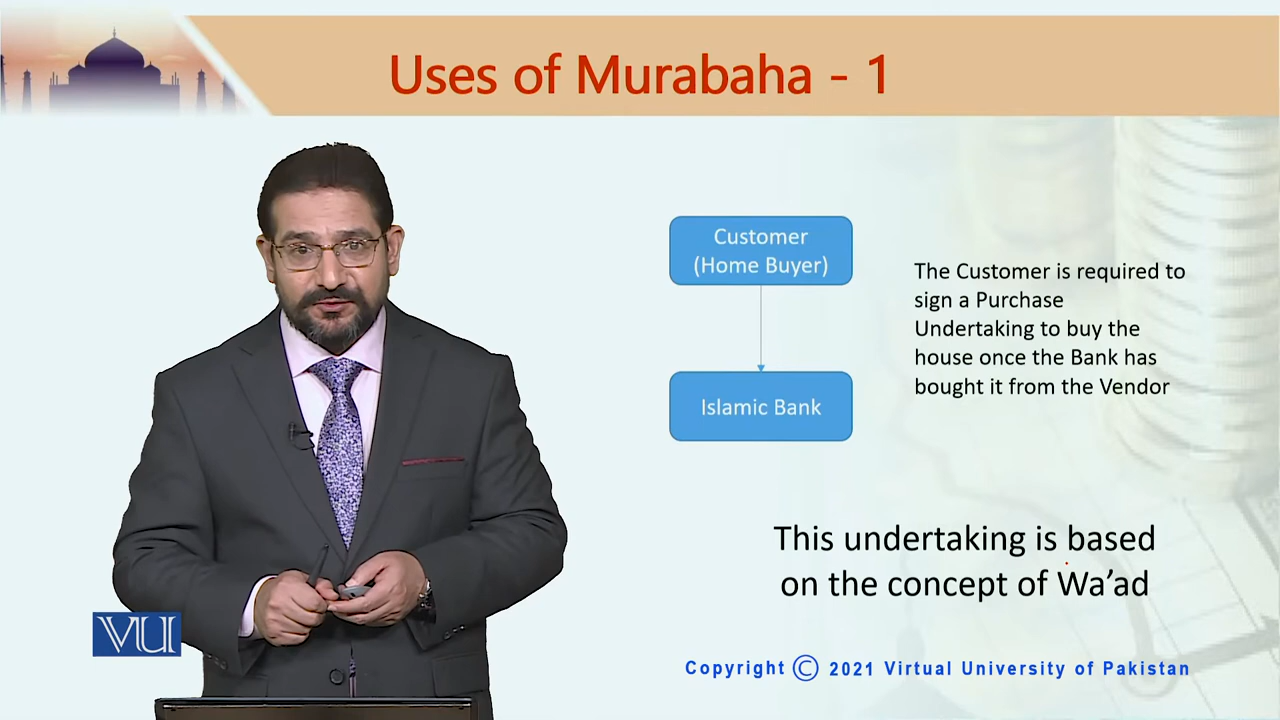 Uses of Murabaha - 1
Customer
(Home Buyer)
The Customer is required to
sign a Purchase
Undertaking to buy the
house once the Bank has
bought it from the Vendor
Islamic Bank
This undertaking is based
on the concept of Wa’ad
VU
Copyright © 2021 Virtual University of Pakistan